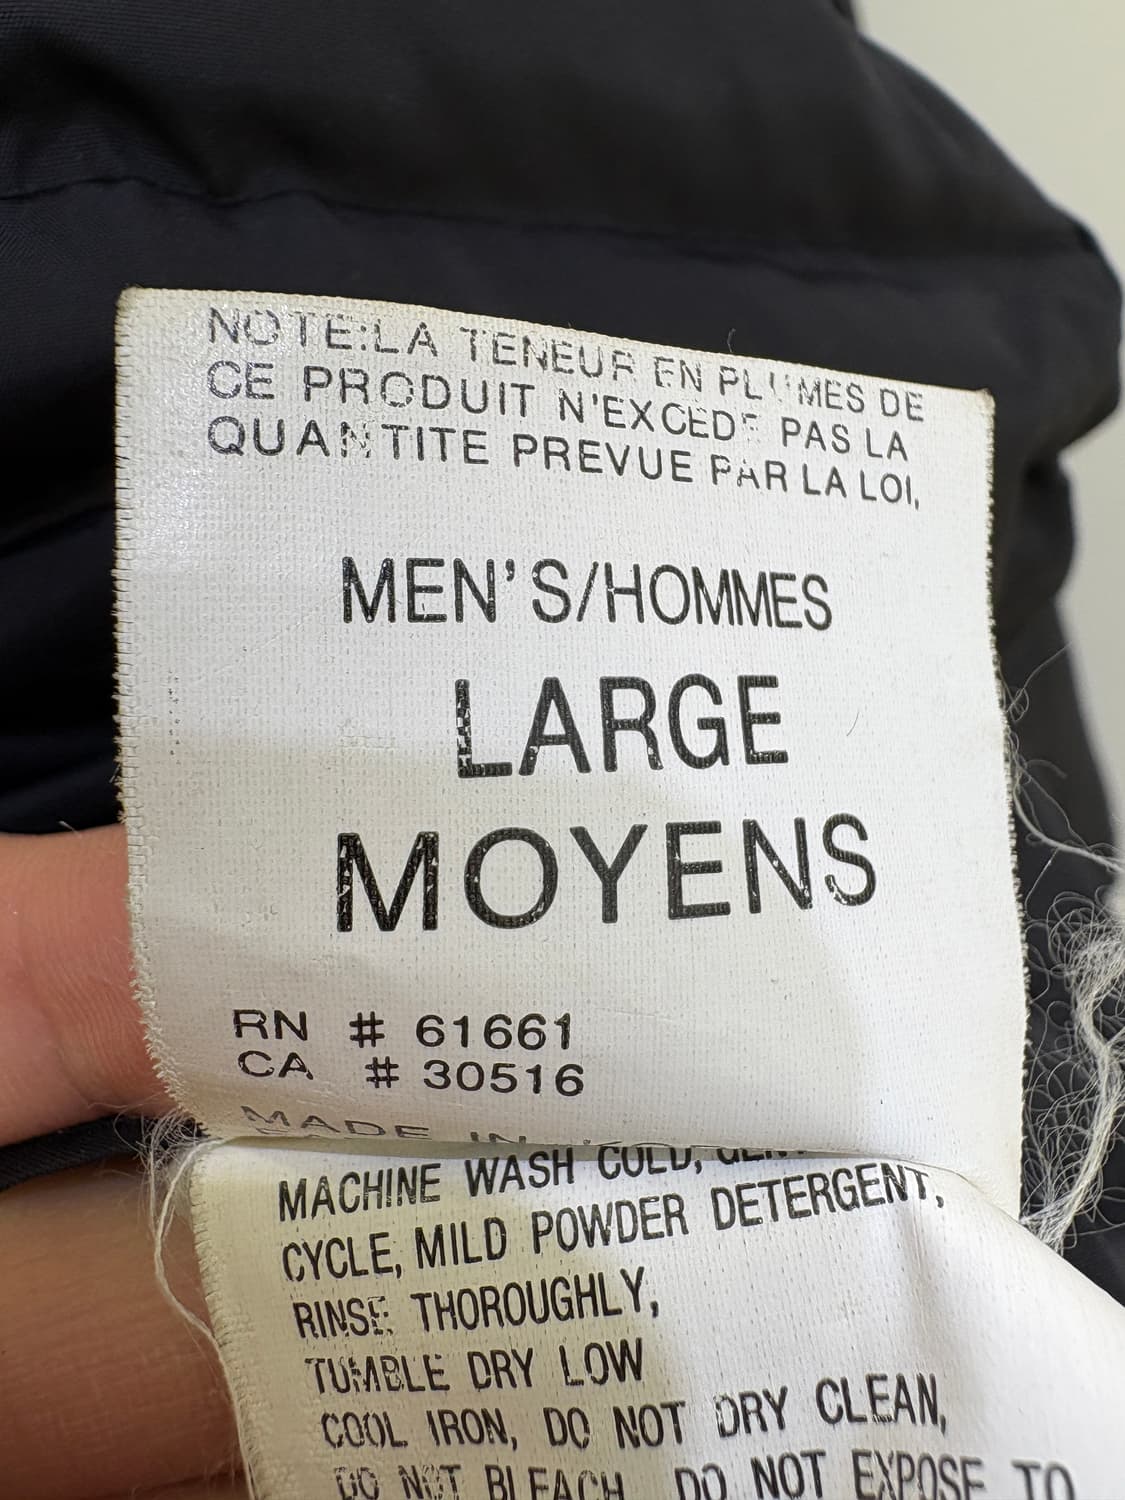 NOTE:LA TENEUR EN PLUMES DE
CE PRODUIT N'EXCEDE PAS LA
QUANTITE PREVUE PAR LA LOI,
MEN'S/HOMMES
LARGE
MOYENS
RN # 61661
CA # 30516
MADE IN
MACHINE WASH COLD,
CYCLE, MILD POWDER DETERGENT,
RINSE THOROUGHLY,
TUMBLE DRY LOW
COOL IRON, DO NOT DRY CLEAN,
DO NOT BLEACH, DO NOT EXPOSE TO